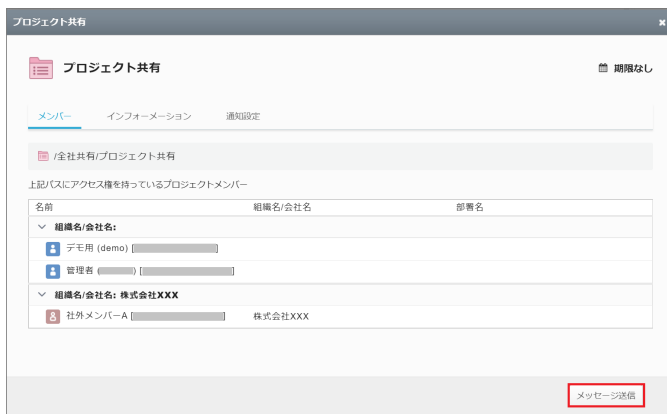 プロジェクト共有
プロジェクト共有 期限なし
メンバー インフォーメーション 通知設定
/全社共有/プロジェクト共有
上記パスにアクセス権を持っているプロジェクトメンバー
名前 組織名/会社名 部署名
組織名/会社名:
デモ用 (demo) [ ]
管理者 ( ) [ ]
組織名/会社名: 株式会社XXX
社外メンバーA [ ] 株式会社XXX
メッセージ送信